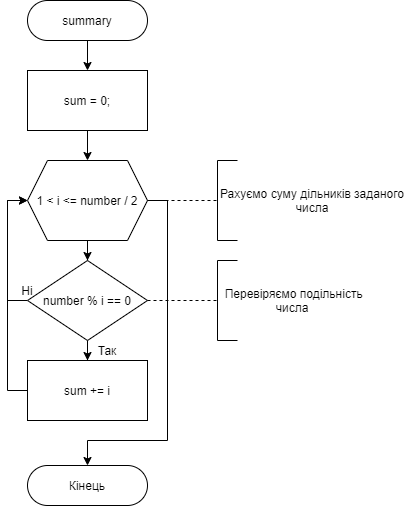 summary
sum = 0;
1 < i <= number / 2
Рахуємо суму дільників заданого
числа
Ні
number % i == 0
Перевіряємо подільність
числа
Так
sum += i
Кінець